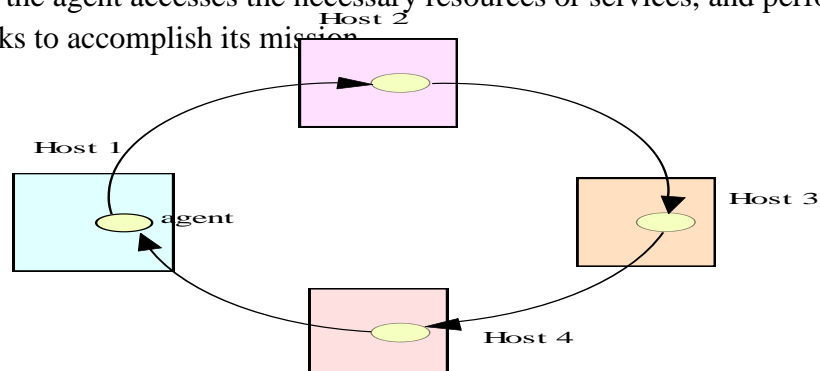 the agent accesses the necessary resources or services, and
Host 2
ks to accomplish its mission
Host 1
agent
Host 3
Host 4